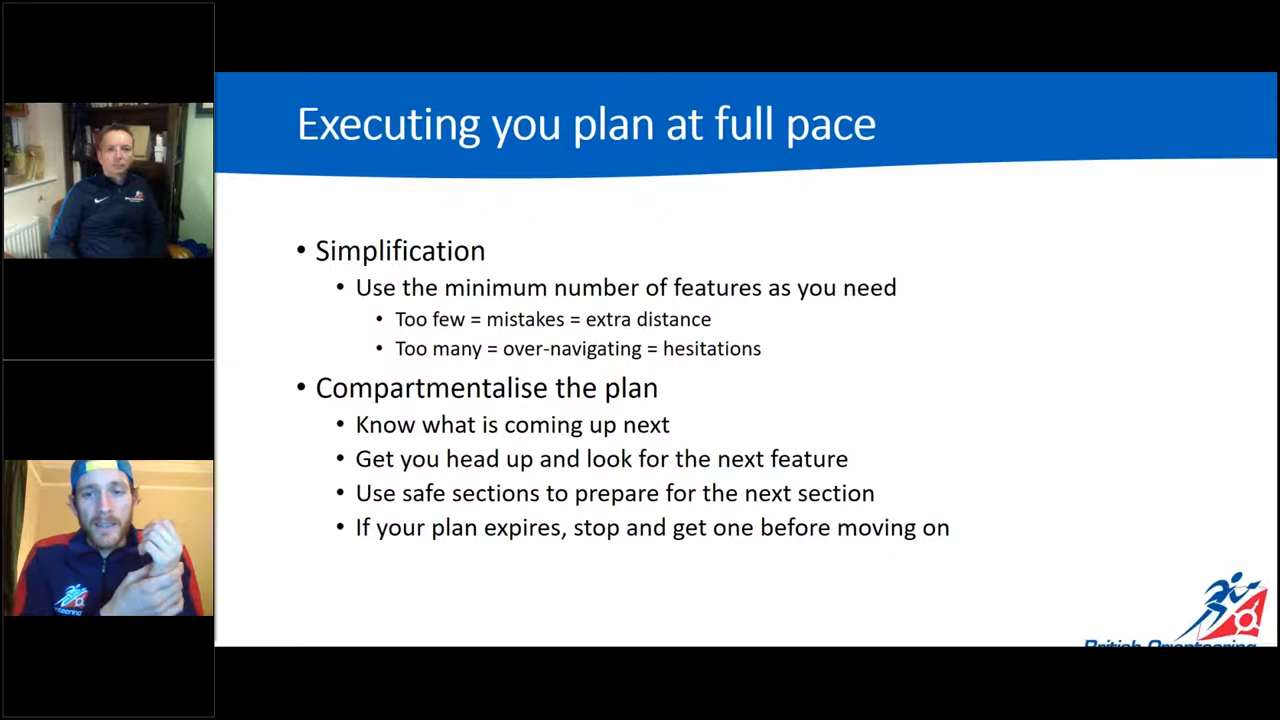 Executing you plan at full pace
• Simplification
• Use the minimum number of features as you need
• Too few = mistakes = extra distance
• Too many = over-navigating = hesitations
• Compartmentalise the plan
• Know what is coming up next
• Get you head up and look for the next feature
• Use safe sections to prepare for the next section
• If your plan expires, stop and get one before moving on
British Orienteering